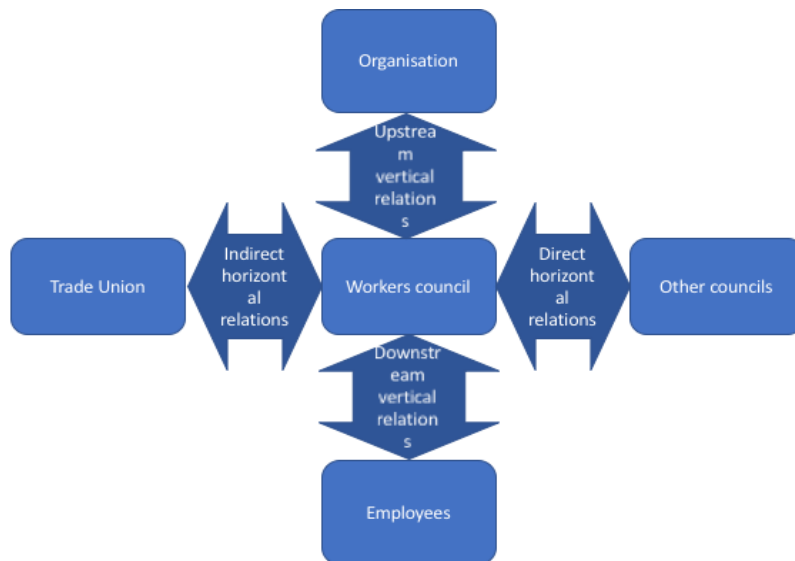 Organisation
Upstrea
m
vertical
relation
s
Trade Union
Indirect
horizont
al
relations
Workers council
Direct
horizont
al
relations
Other councils
Downstr
eam
vertical
relation
s
Employees